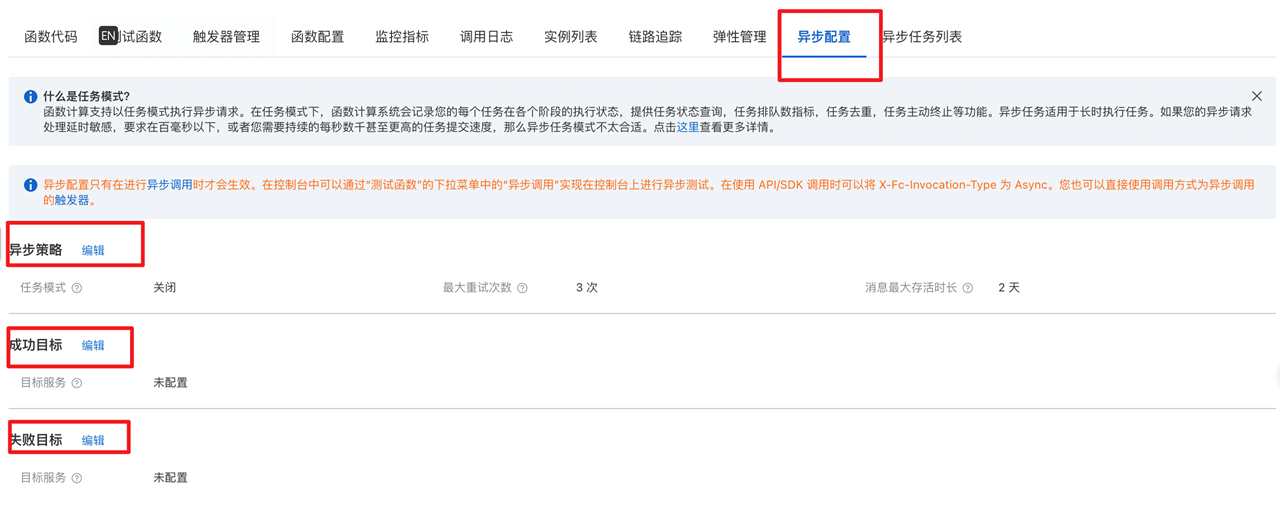 函数代码 EN 试函数 触发器管理 函数配置 监控指标 调用日志 实例列表 链路追踪 弹性管理 异步配置 异步任务列表
什么是任务模式?
函数计算支持以任务模式执行异步请求。在任务模式下，函数计算系统会记录您的每个任务在各个阶段的执行状态，提供任务状态查询，任务排队数指标，任务去重，任务主动终止等功能。异步任务适用于长时执行任务。如果您的异步请求
处理延时敏感，要求在百毫秒以下，或者您需要持续的每秒数千甚至更高的任务提交速度，那么异步任务模式不太合适。点击这里查看更多详情。
异步配置只有在进行异步调用时才会生效。在控制台中可以通过“测试函数”的下拉菜单中的“异步调用”实现在控制台上进行异步测试。在使用 API/SDK 调用时可以将 X-Fc-Invocation-Type 为 Async。您也可以直接使用调用方式为异步调用
的触发器。
异步策略 编辑
任务模式 关闭 最大重试次数 3 次 消息最大存活时长 2 天
成功目标 编辑
目标服务 未配置
失败目标 编辑
目标服务 未配置